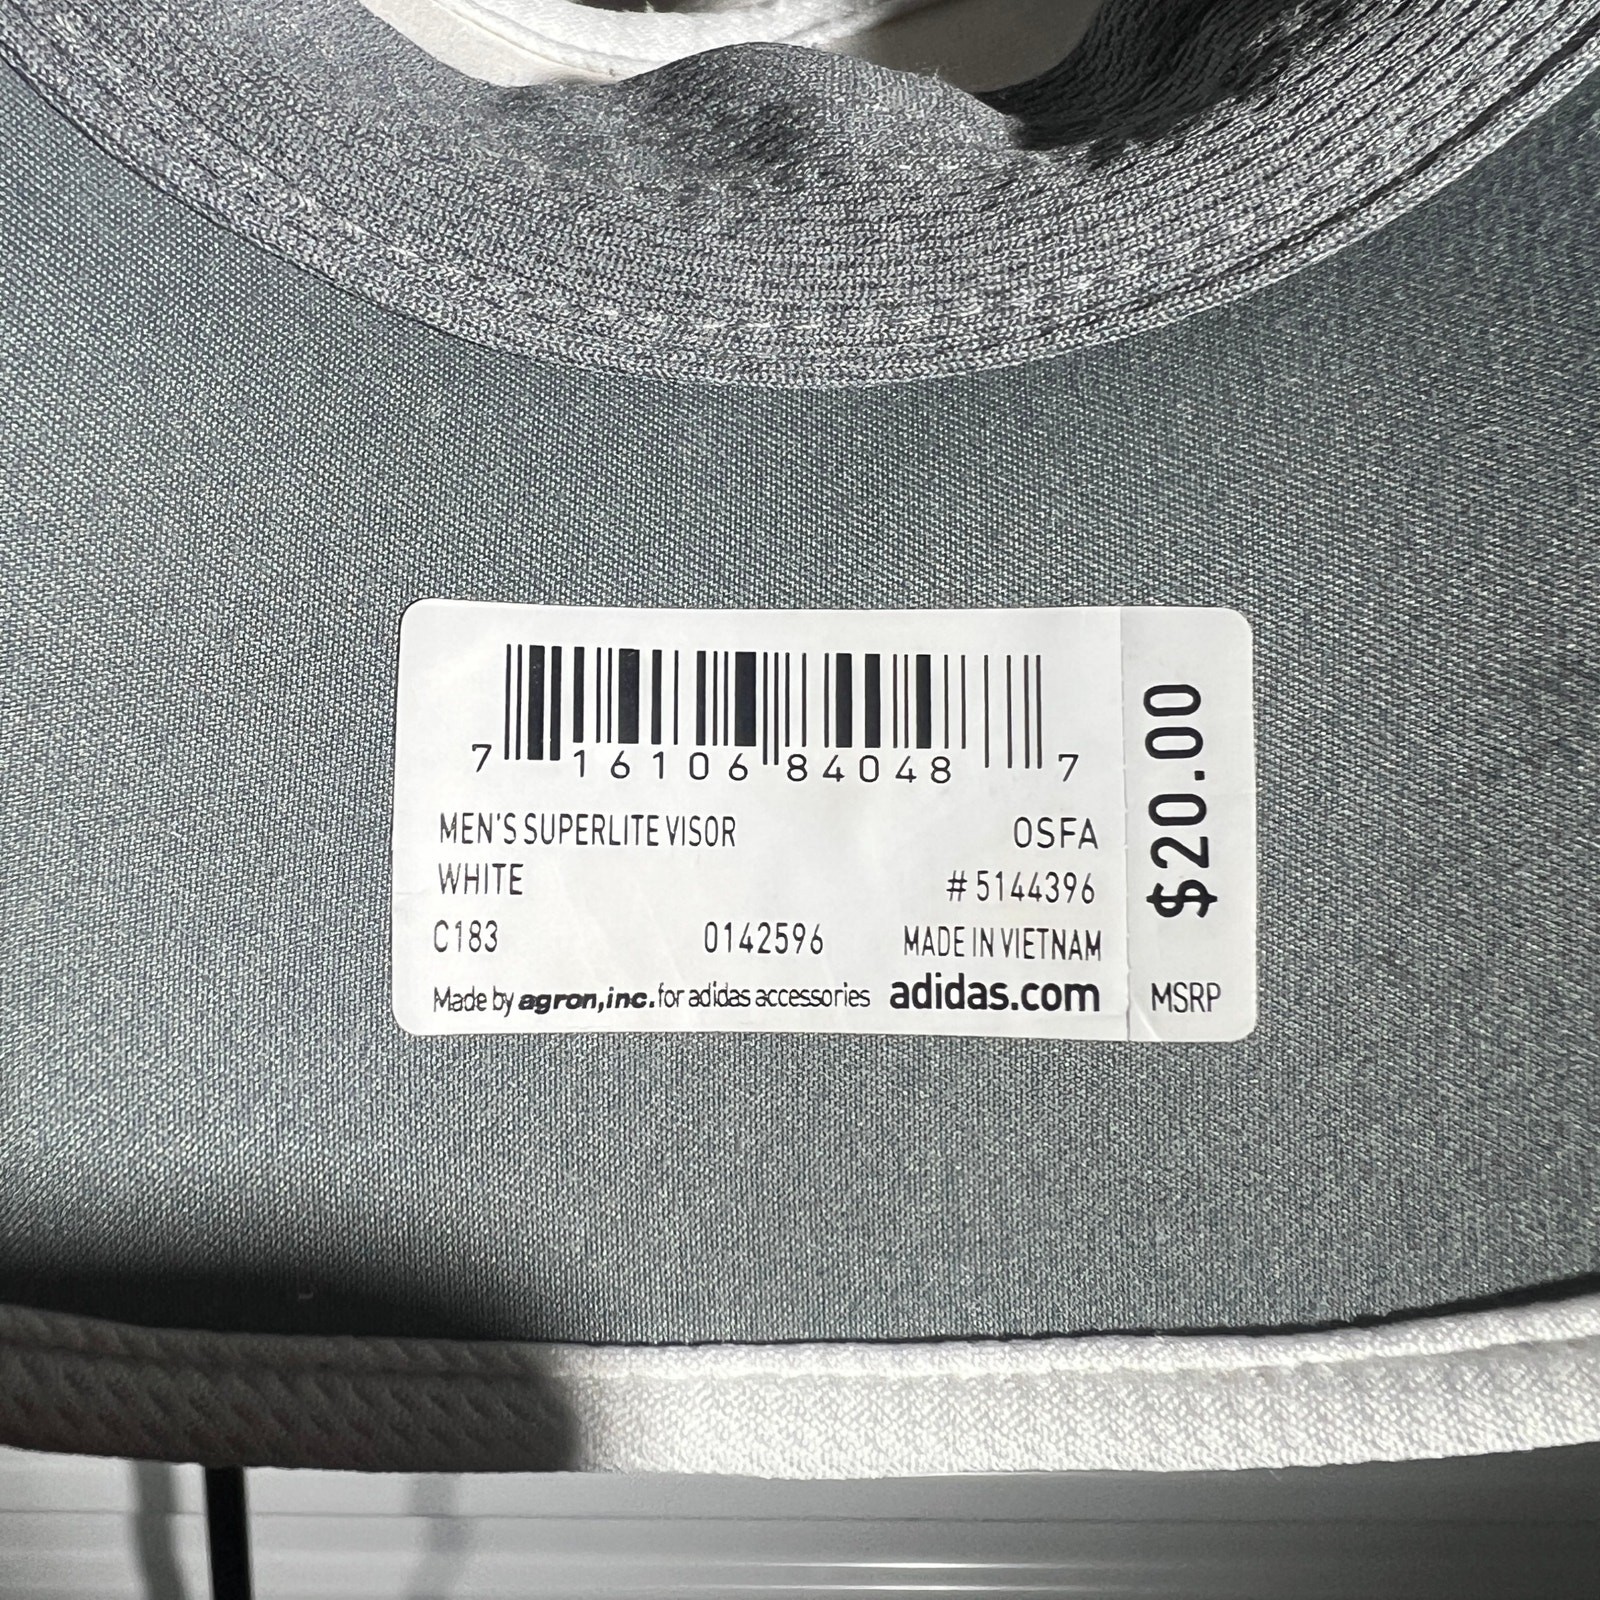 7 16106 84048 7
MEN'S SUPERLITE VISOR OSFA
WHITE #5144396
C183 0142596 MADE IN VIETNAM
Made by agron,inc. for adidas accessories adidas.com
$20.00
MSRP